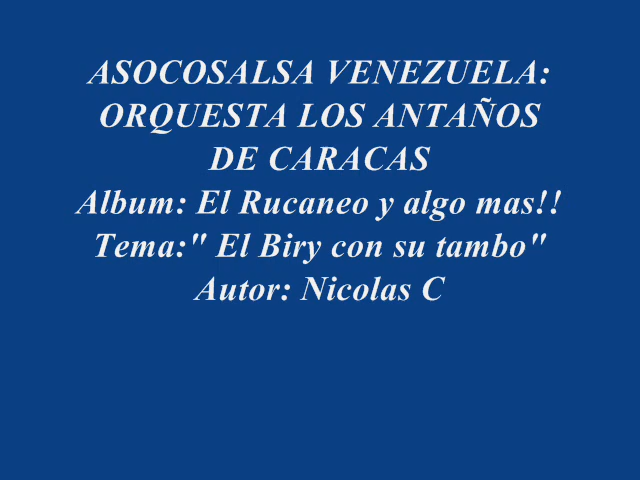 ASOCOSALSA VENEZUELA:
ORQUESTA LOS ANTAÑOS
DE CARACAS
Album: El Rucaneo y algo mas!!
Tema:" El Biry con su tambo"
Autor: Nicolas C